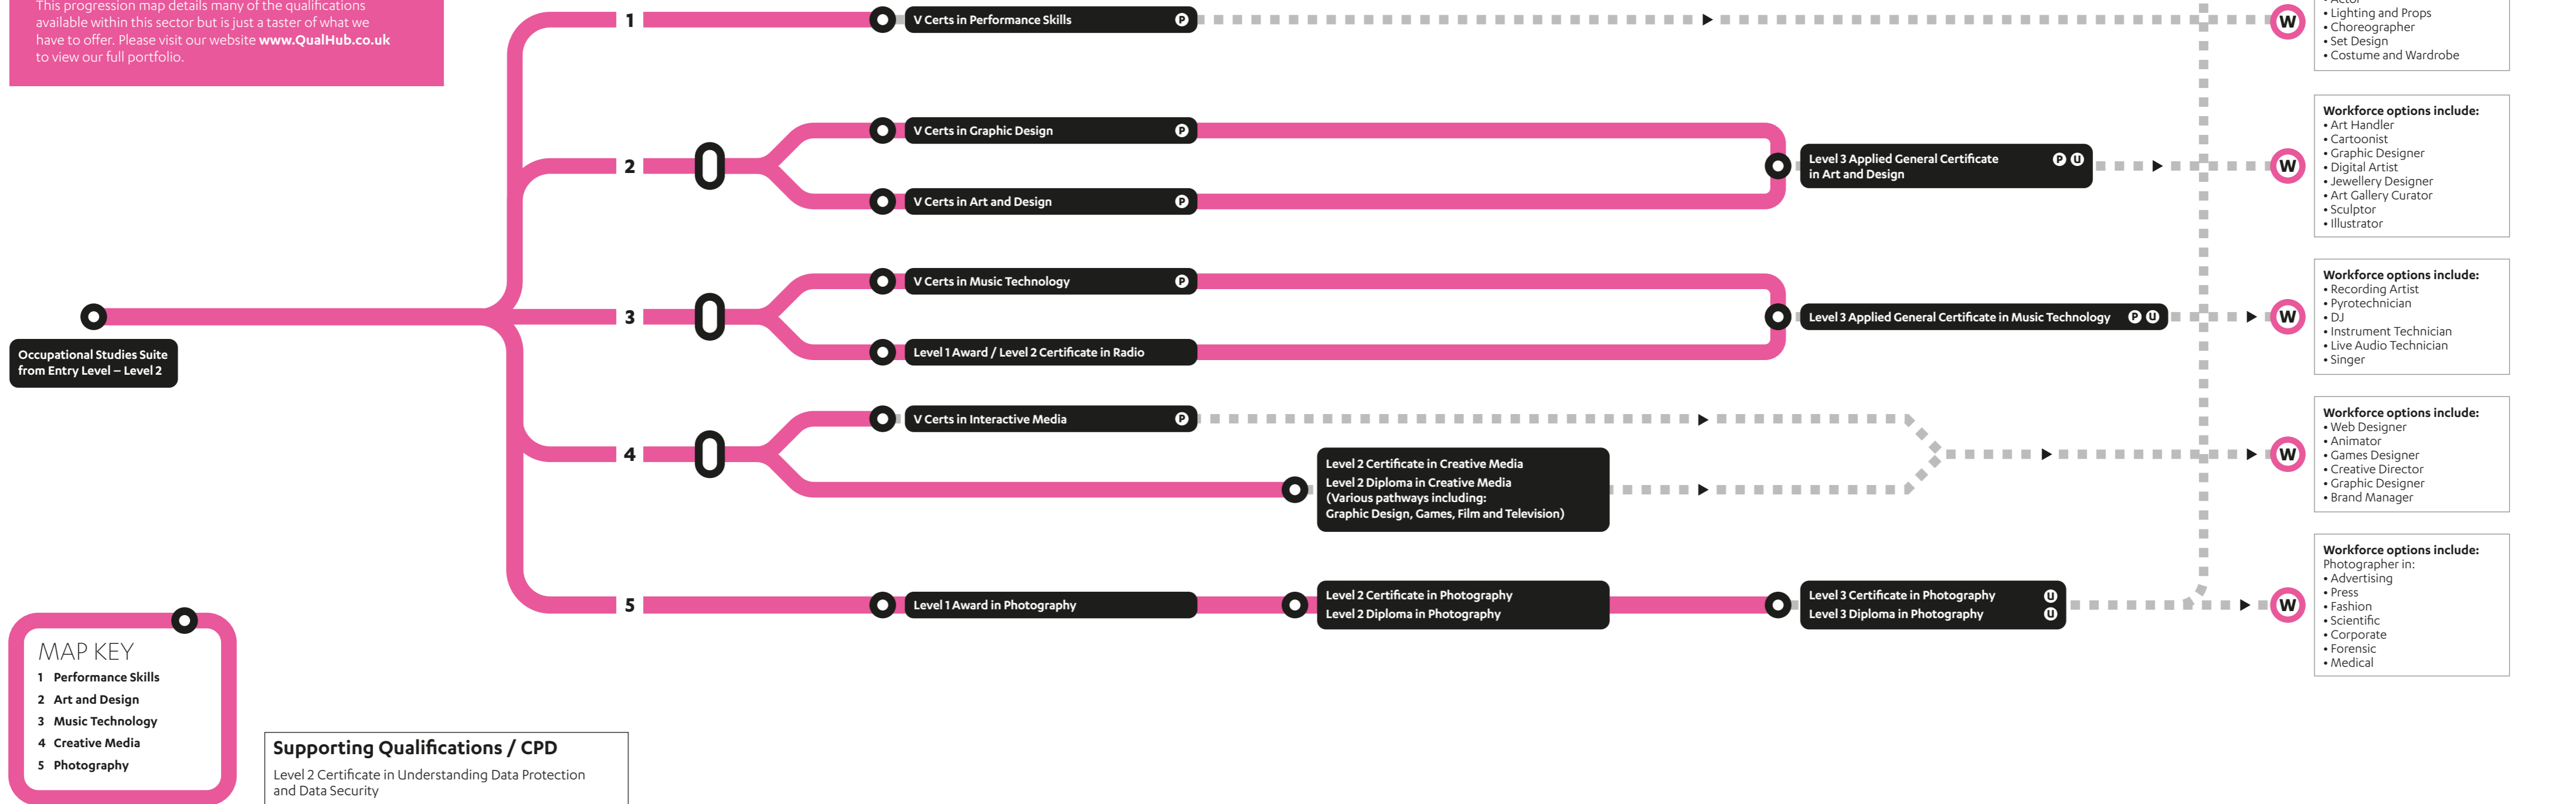 This progression map details many of the qualifications
available within this sector but is just a taster of what we
have to offer. Please visit our website www.QualHub.co.uk
to view our full portfolio.
1
V Certs in Performance Skills P
W
• Actor
• Lighting and Props
• Choreographer
• Set Design
• Costume and Wardrobe
2
V Certs in Graphic Design P
V Certs in Art and Design P
Level 3 Applied General Certificate P U
in Art and Design
W
Workforce options include:
• Art Handler
• Cartoonist
• Graphic Designer
• Digital Artist
• Jewellery Designer
• Art Gallery Curator
• Sculptor
• Illustrator
Occupational Studies Suite
from Entry Level – Level 2
3
V Certs in Music Technology P
Level 1 Award / Level 2 Certificate in Radio
Level 3 Applied General Certificate in Music Technology P U
W
Workforce options include:
• Recording Artist
• Pyrotechnician
• DJ
• Instrument Technician
• Live Audio Technician
• Singer
4
V Certs in Interactive Media P
Level 2 Certificate in Creative Media
Level 2 Diploma in Creative Media
(Various pathways including:
Graphic Design, Games, Film and Television)
W
Workforce options include:
• Web Designer
• Animator
• Games Designer
• Creative Director
• Graphic Designer
• Brand Manager
5
Level 1 Award in Photography
Level 2 Certificate in Photography
Level 2 Diploma in Photography
Level 3 Certificate in Photography U
Level 3 Diploma in Photography U
W
Workforce options include:
Photographer in:
• Advertising
• Press
• Fashion
• Scientific
• Corporate
• Forensic
• Medical
MAP KEY
1 Performance Skills
2 Art and Design
3 Music Technology
4 Creative Media
5 Photography
Supporting Qualifications / CPD
Level 2 Certificate in Understanding Data Protection
and Data Security